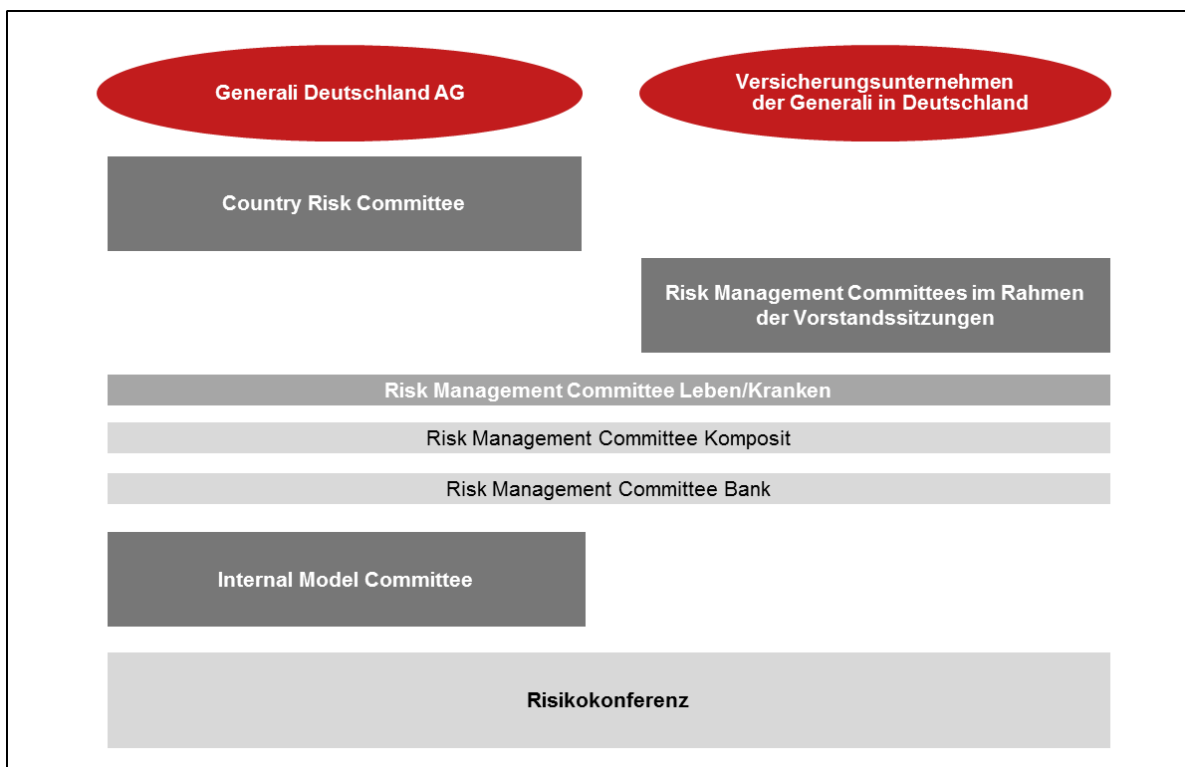 Generali Deutschland AG
Versicherungsunternehmen
der Generali in Deutschland
Country Risk Committee
Risk Management Committees im Rahmen
der Vorstandssitzungen
Risk Management Committee Leben/Kranken
Risk Management Committee Komposit
Risk Management Committee Bank
Internal Model Committee
Risikokonferenz